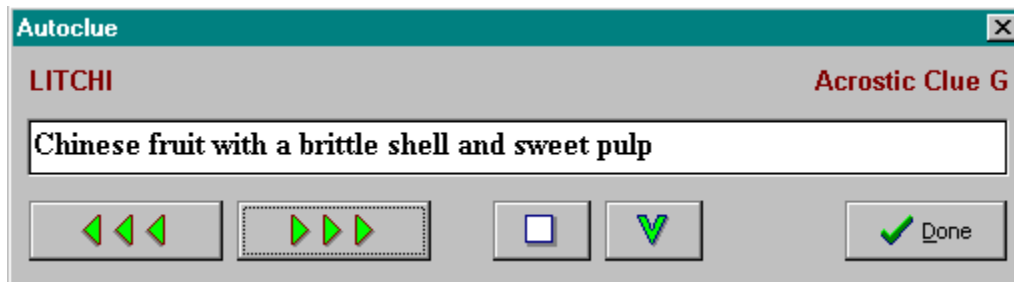 Autoclue
LITCHI Acrostic Clue G
Chinese fruit with a brittle shell and sweet pulp
Done